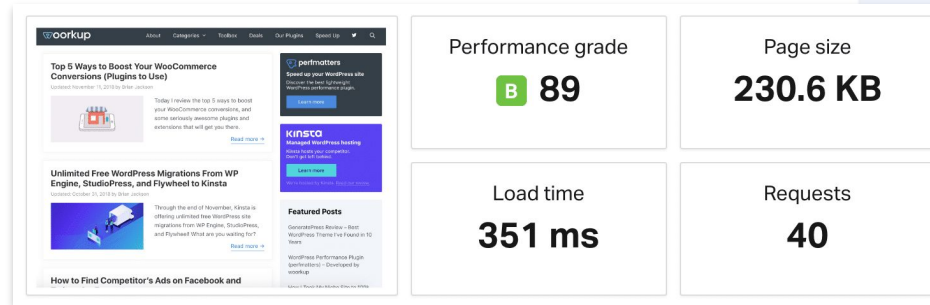 woorkup
About Categories Toolbox Deals Our Plugins Speed Up
Top 5 Ways to Boost Your WooCommerce
Conversions (Plugins to Use)
Updated: November 11, 2018 by Brian Jackson
Today I review the top 5 ways to boost
your WooCommerce conversions, and
some seriously awesome plugins and
extensions that will get you there.
Read more →
Unlimited Free WordPress Migrations From WP
Engine, StudioPress, and Flywheel to Kinsta
Updated: October 31, 2018 by Brian Jackson
Through the end of November, Kinsta is
offering unlimited free WordPress site
migrations from WP Engine, StudioPress,
and Flywheel! What are you waiting for?
Read more →
How to Find Competitor's Ads on Facebook and
perfmatters
Speed up your WordPress site
Discover the best lightweight
WordPress performance plugin.
Learn more
KINSTA
Managed WordPress hosting
Kinsta hosts your competitor.
Don't get left behind.
Learn more
We're hosted by Kinsta. Read our review.
Featured Posts
GeneratePress Review – Best
WordPress Theme I've Found in 10
Years
WordPress Performance Plugin
(perfmatters) – Developed by
woorkup
Performance grade
B 89
Page size
230.6 KB
Load time
351 ms
Requests
40